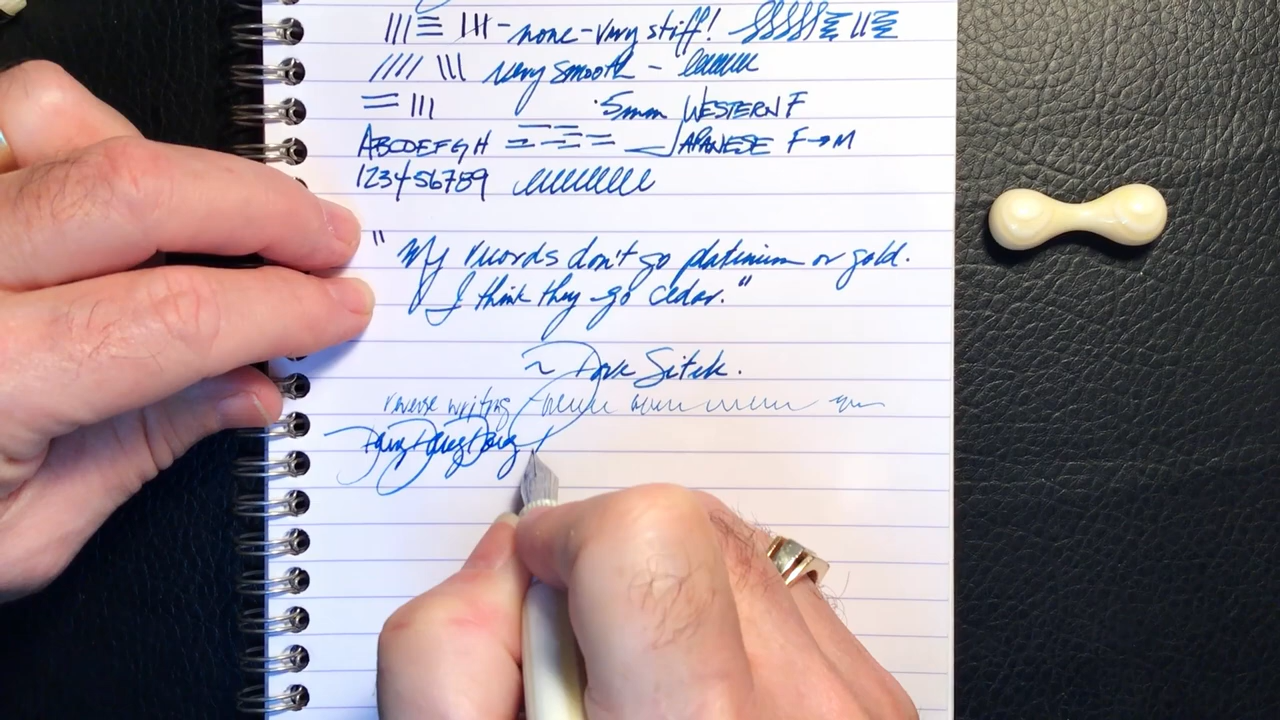 - none - very stiff!
very smooth -
.5mm WESTERN F
ABCDEFGH JAPANESE F→M
123456789
" My records don't go platinum or gold.
I think they go cedar."
~ Dave Sitek.
reverse writing -